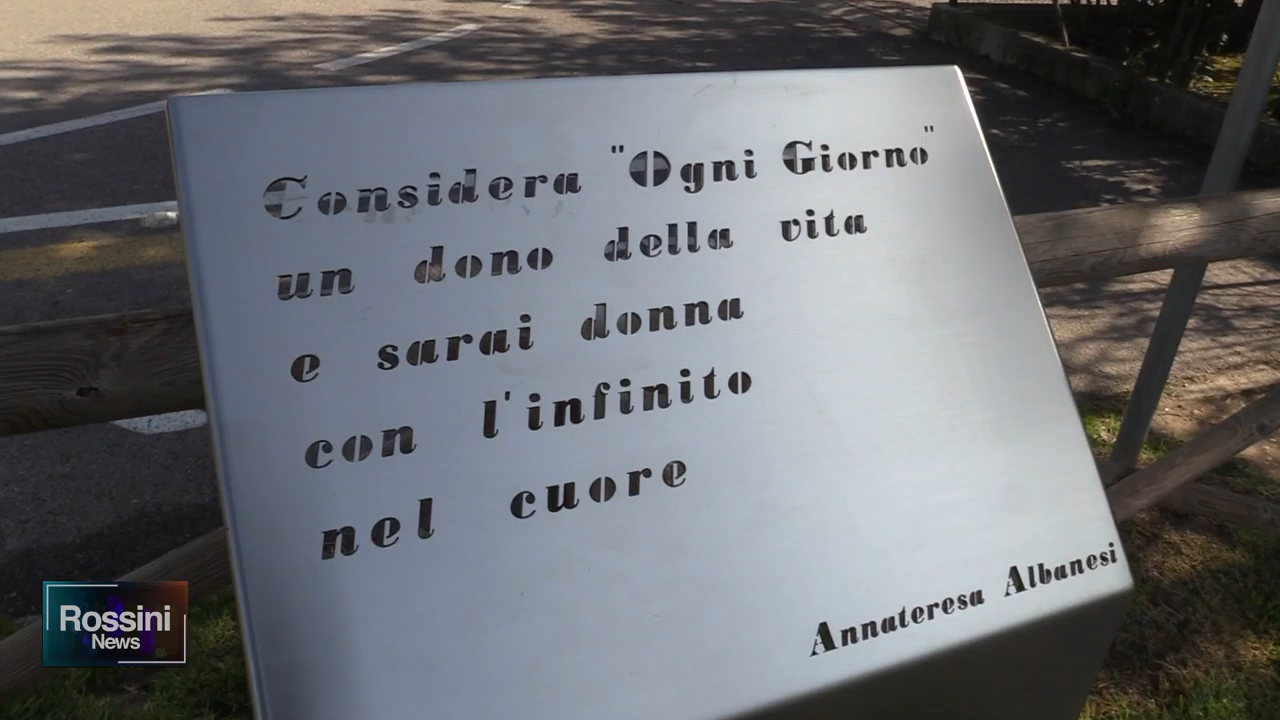 Considera "Ogni Giorno"
un dono della vita
e sarai donna
con l'infinito
nel cuore
Annateresa Albanesi
Rossini
News